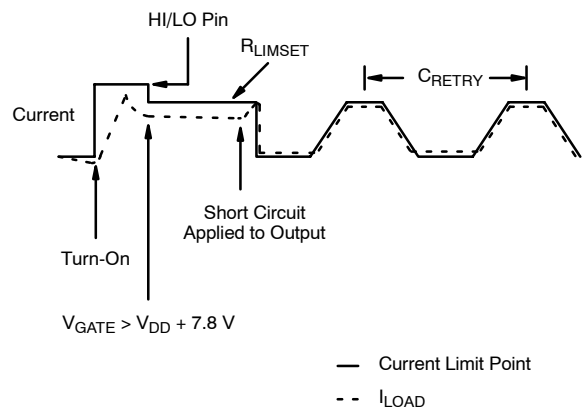 HI/LO Pin
RLIMSET
CRETRY
Current
Short Circuit
Applied to Output
Turn-On
VGATE > VDD + 7.8 V
Current Limit Point
ILOAD